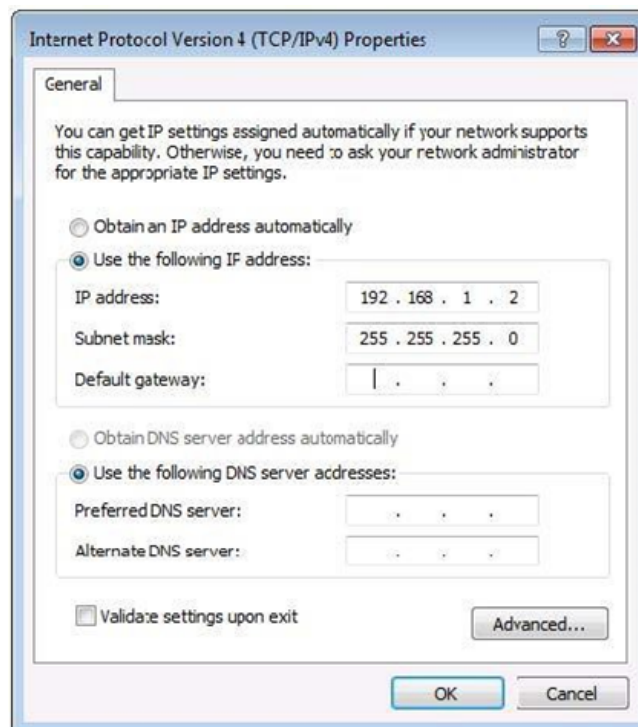 Internet Protocol Version 4 (TCP/IPv4) Properties
General
You can get IP settings assigned automatically if your network supports
this capability. Otherwise, you need to ask your network administrator
for the appropriate IP settings.
Obtain an IP address automatically
Use the following IP address:
IP address: 192 . 168 . 1 . 2
Subnet mask: 255 . 255 . 255 . 0
Default gateway: . . .
Obtain DNS server address automatically
Use the following DNS server addresses:
Preferred DNS server: . . .
Alternate DNS server: . . .
Validate settings upon exit
Advanced...
OK Cancel